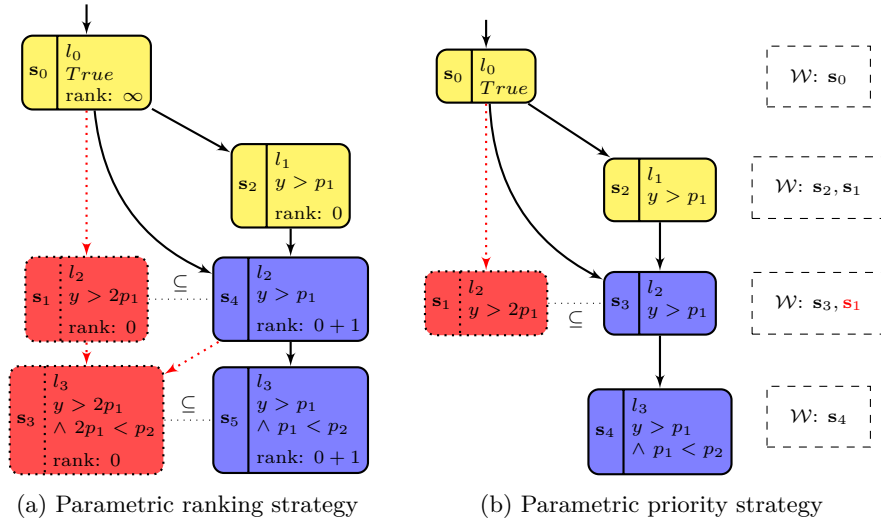 s₀
l₀
True
rank: ∞
s₂
l₁
y > p₁
rank: 0
s₁
l₂
y > 2p₁
rank: 0
⊆
s₄
l₂
y > p₁
rank: 0 + 1
s₃
l₃
y > 2p₁
∧ 2p₁ < p₂
rank: 0
⊆
s₅
l₃
y > p₁
∧ p₁ < p₂
rank: 0 + 1
(a) Parametric ranking strategy
s₀
l₀
True
W: s₀
s₂
l₁
y > p₁
W: s₂, s₁
s₁
l₂
y > 2p₁
⊆
s₃
l₂
y > p₁
W: s₃, s₁
s₄
l₃
y > p₁
∧ p₁ < p₂
W: s₄
(b) Parametric priority strategy